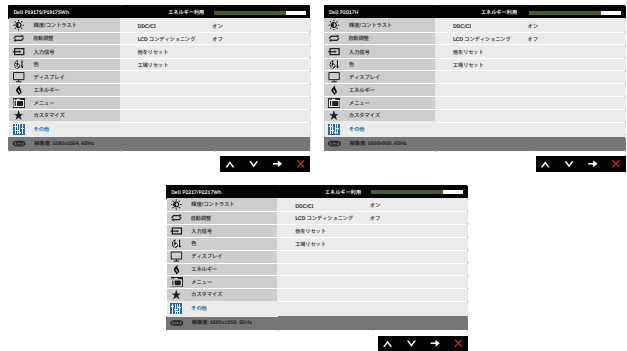 Dell P1917S/P1917SWh エネルギー利用
輝度/コントラスト DDC/CI オン
自動調整 LCD コンディショニング オフ
入力信号 他をリセット
色 工場リセット
ディスプレイ
エネルギー
メニュー
カスタマイズ
その他
解像度: 1280x1024, 60Hz
Dell P2017H エネルギー利用
輝度/コントラスト DDC/CI オン
自動調整 LCD コンディショニング オフ
入力信号 他をリセット
色 工場リセット
ディスプレイ
エネルギー
メニュー
カスタマイズ
その他
解像度: 1600x900, 60Hz
Dell P2217/P2217Wh エネルギー利用
輝度/コントラスト DDC/CI オン
自動調整 LCD コンディショニング オフ
入力信号 他をリセット
色 工場リセット
ディスプレイ
エネルギー
メニュー
カスタマイズ
その他
解像度: 1680x1050, 60Hz